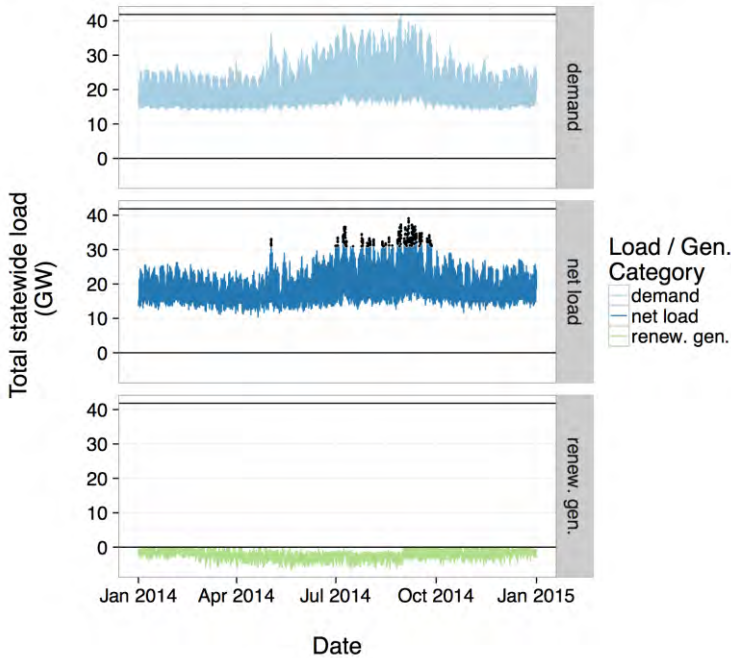 40
30
20
10
0
demand
40
30
20
10
0
net load
40
30
20
10
0
renew. gen.
Total statewide load
(GW)
Jan 2014 Apr 2014 Jul 2014 Oct 2014 Jan 2015
Date
Load / Gen.
Category
demand
net load
renew. gen.